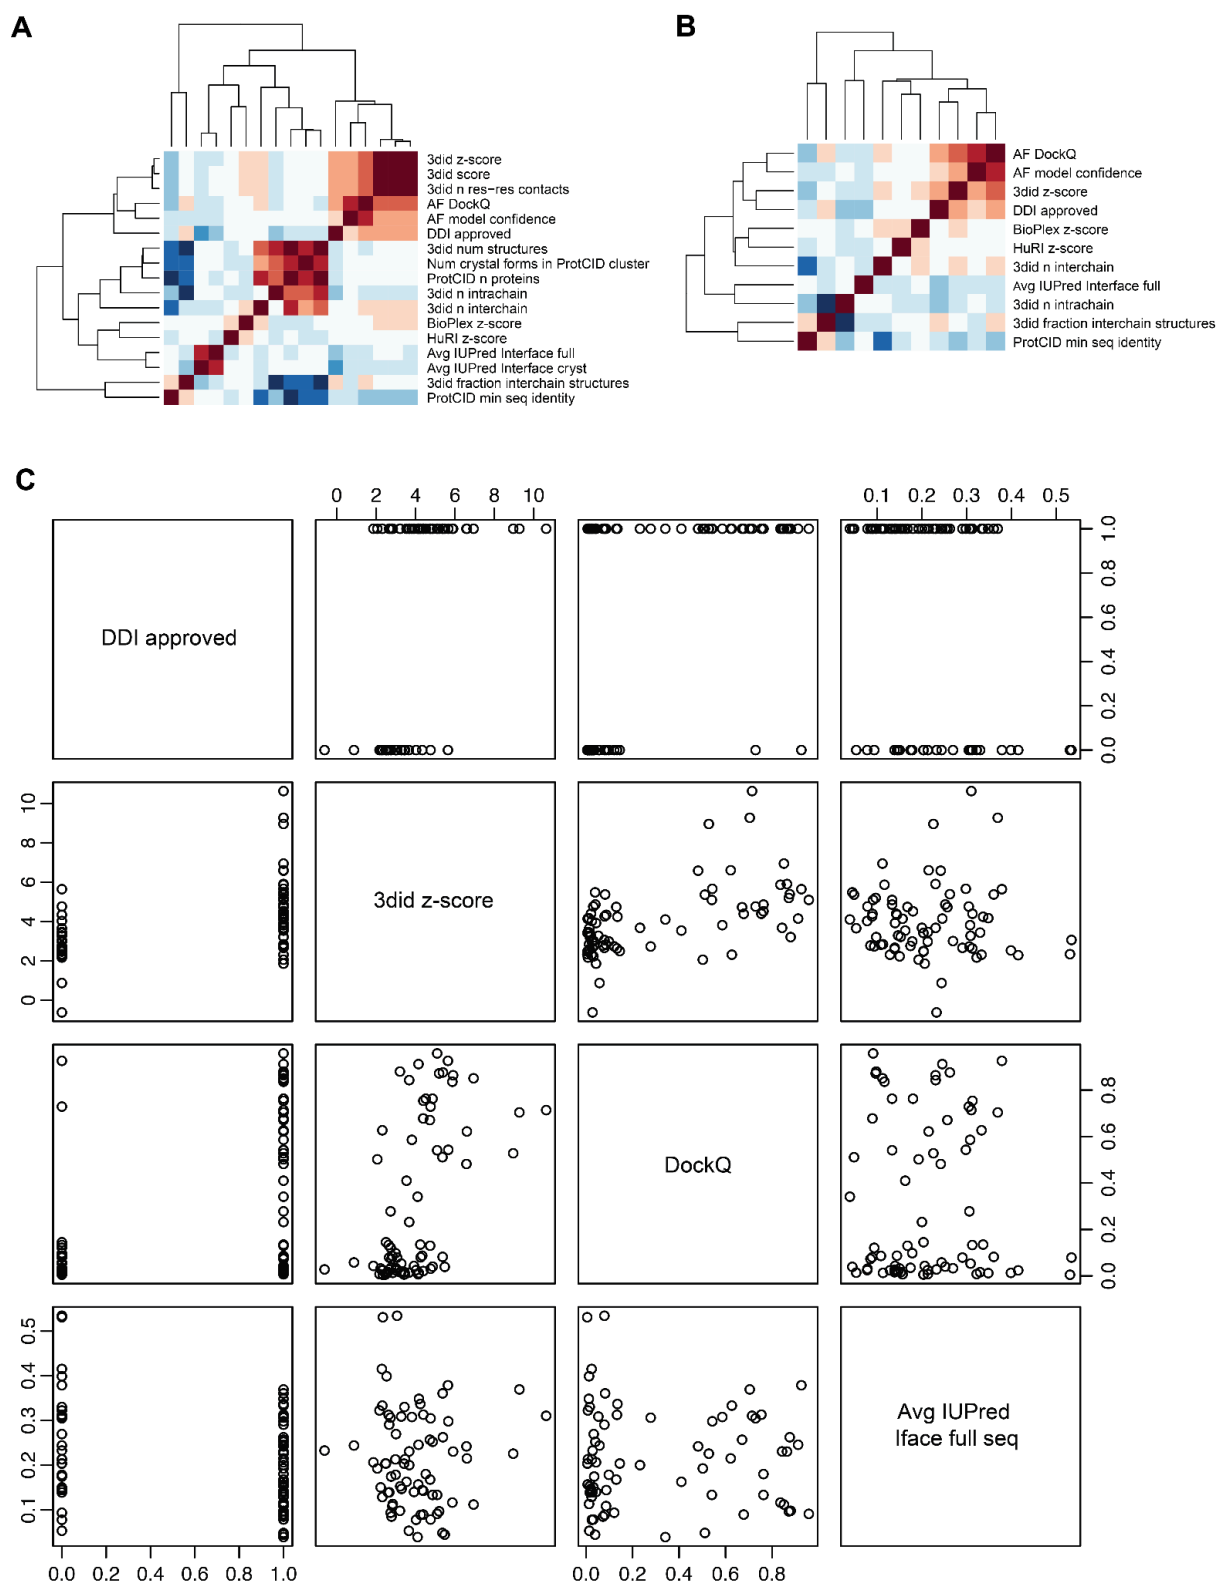 A
B
3did z-score
3did score
3did n res-res contacts
AF DockQ
AF model confidence
DDI approved
3did num structures
Num crystal forms in ProtCID cluster
ProtCID n proteins
3did n intrachain
3did n interchain
BioPlex z-score
HuRI z-score
Avg IUPred Interface full
Avg IUPred Interface cryst
3did fraction interchain structures
ProtCID min seq identity
AF DockQ
AF model confidence
3did z-score
DDI approved
BioPlex z-score
HuRI z-score
3did n interchain
Avg IUPred Interface full
3did n intrachain
3did fraction interchain structures
ProtCID min seq identity
C
0 2 4 6 8 10
0.1 0.2 0.3 0.4 0.5
DDI approved
0.0 0.2 0.4 0.6 0.8 1.0
0 2 4 6 8 10
3did z-score
DockQ
0.0 0.2 0.4 0.6 0.8
0.1 0.2 0.3 0.4 0.5
Avg IUPred
Iface full seq
0.0 0.2 0.4 0.6 0.8 1.0
0.0 0.2 0.4 0.6 0.8